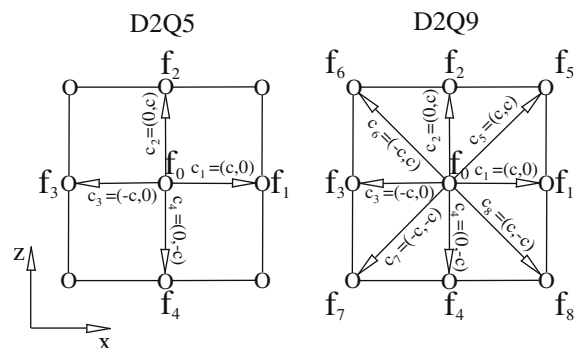 D2Q5
f2
c2=(0,c)
f3
f0
f1
c1=(c,0)
c3=(-c,0)
c4=(0,-c)
f4
z
x
D2Q9
f6
f2
f5
c6=(-c,c)
c2=(0,c)
c5=(c,c)
f3
f0
f1
c1=(c,0)
c3=(-c,0)
c7=(-c,-c)
c4=(0,-c)
c8=(c,-c)
f7
f4
f8